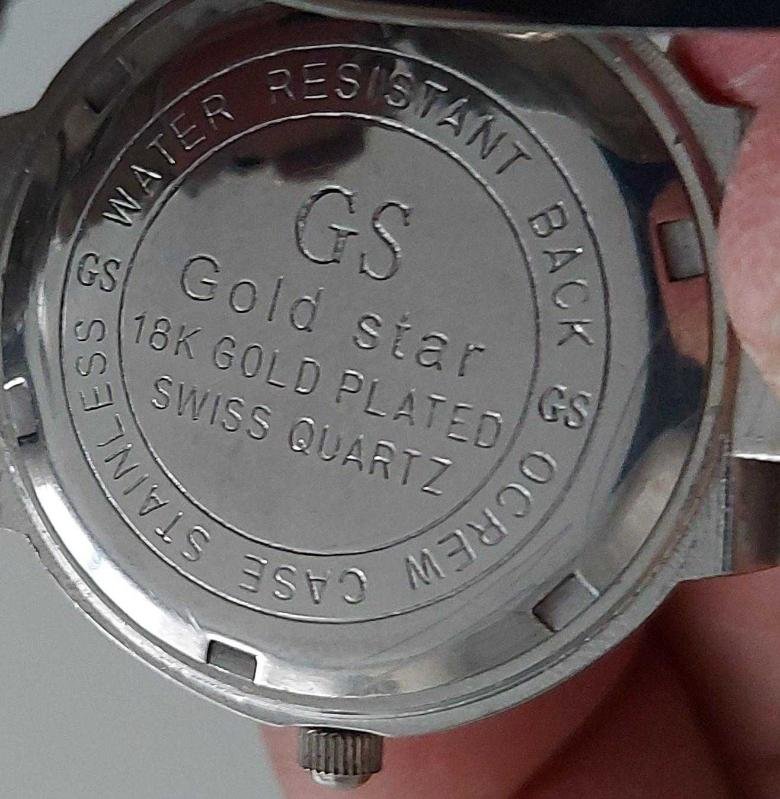 GS
Gold star
18K GOLD PLATED
SWISS QUARTZ
GS WATER RESISTANT BACK GS OCREW CASE STAINLESS